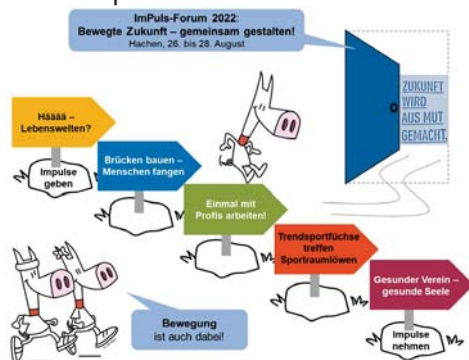 ImPuls-Forum 2022:
Bewegte Zukunft – gemeinsam gestalten!
Hachen, 26. bis 28. August
ZUKUNFT
WIRD
AUS MUT
GEMACHT.
Hääää –
Lebenswelten?
Impulse
geben
Brücken bauen –
Menschen fangen
Einmal mit
Profis arbeiten!
Trendsportfüchse
treffen
Sportraumlöwen
Gesunder Verein –
gesunde Seele
Impulse
nehmen
Bewegung
ist auch dabei!